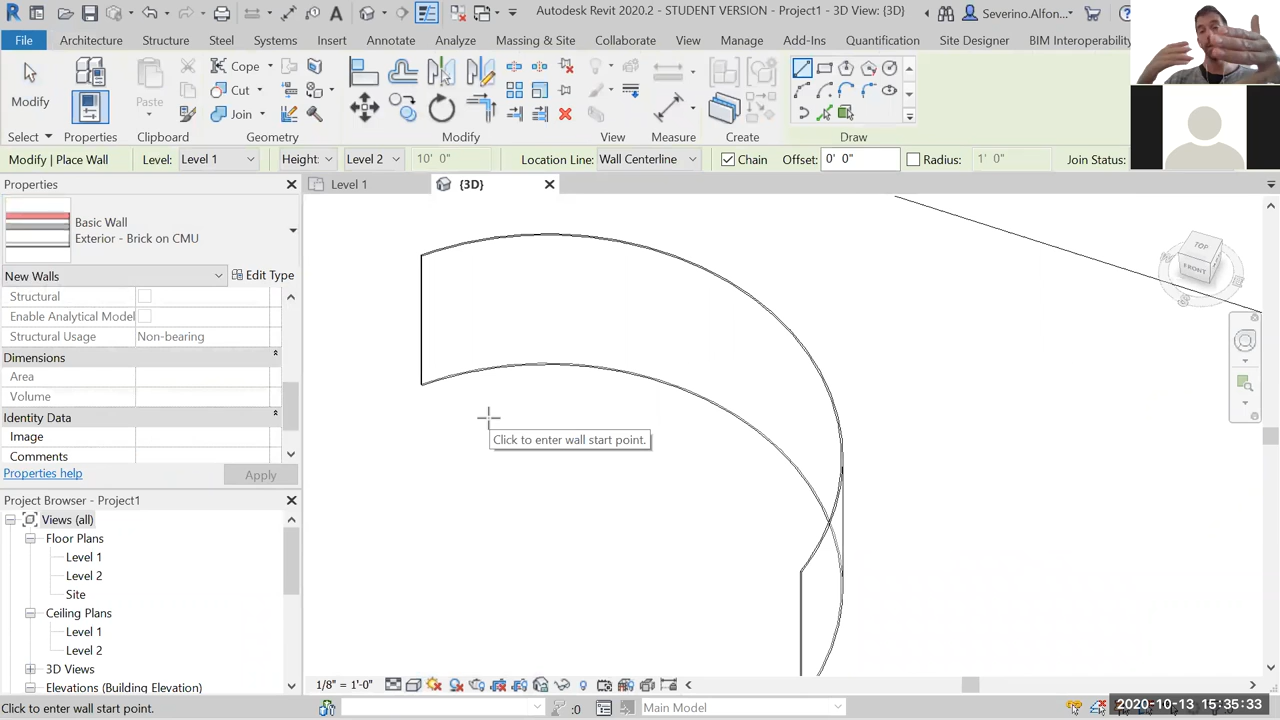 Autodesk Revit 2020.2 - STUDENT VERSION - Project1 - 3D View: {3D}
Severino.Alfon...
File Architecture Structure Steel Systems Insert Annotate Analyze Massing & Site Collaborate View Manage Add-Ins Quantification Site Designer BIM Interoperability
Modify
Properties
Paste
Cope
Cut
Join
Select Properties Clipboard Geometry Modify View Measure Create Draw
Modify | Place Wall Level: Level 1 Height: Level 2 10' 0" Location Line: Wall Centerline Chain Offset: 0' 0" Radius: 1' 0" Join Status:
Properties
Level 1
{3D}
Basic Wall
Exterior - Brick on CMU
New Walls Edit Type
Structural
Enable Analytical Model
Structural Usage Non-bearing
Dimensions
Area
Volume
Identity Data
Image
Comments
Properties help Apply
Project Browser - Project1
Views (all)
Floor Plans
Level 1
Level 2
Site
Ceiling Plans
Level 1
Level 2
3D Views
Elevations (Building Elevation)
Click to enter wall start point.
TOP
FRONT
1/8" = 1'-0"
Click to enter wall start point.
:0
Main Model
2020-10-13 15:35:33